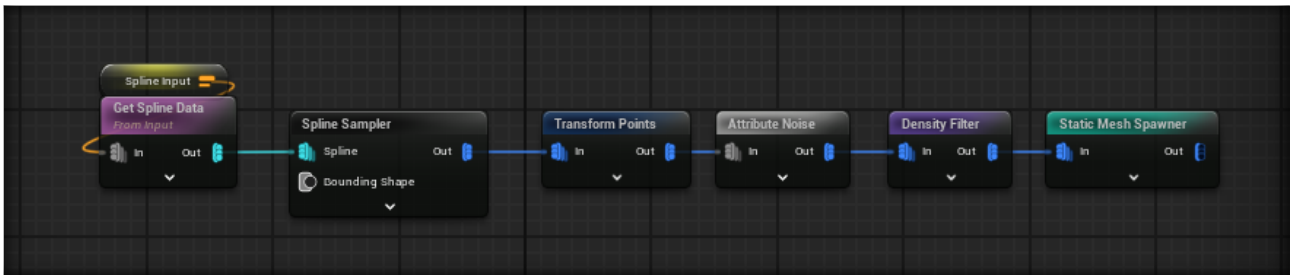 Spline Input
Get Spline Data
From Input
In Out
Spline Sampler
Spline Out
Bounding Shape
Transform Points
In Out
Attribute Noise
In Out
Density Filter
In Out
Static Mesh Spawner
In Out